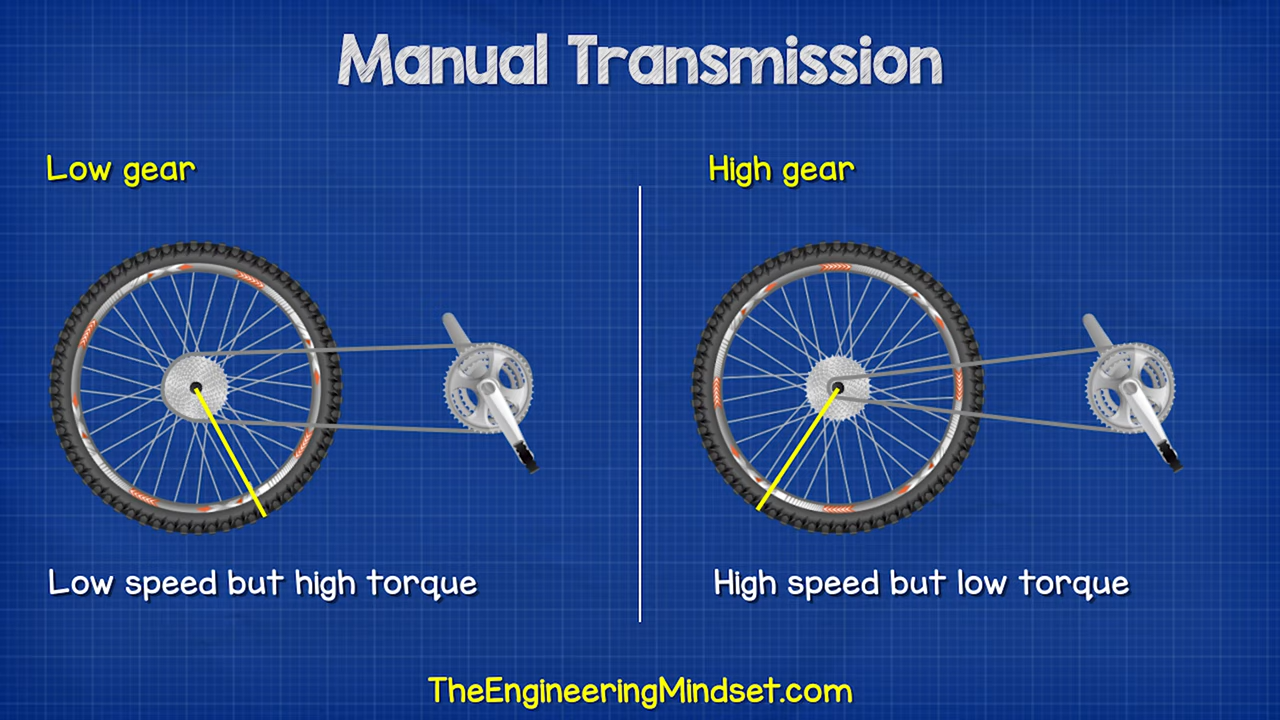 Manual Transmission
Low gear
High gear
Low speed but high torque
High speed but low torque
TheEngineeringMindset.com